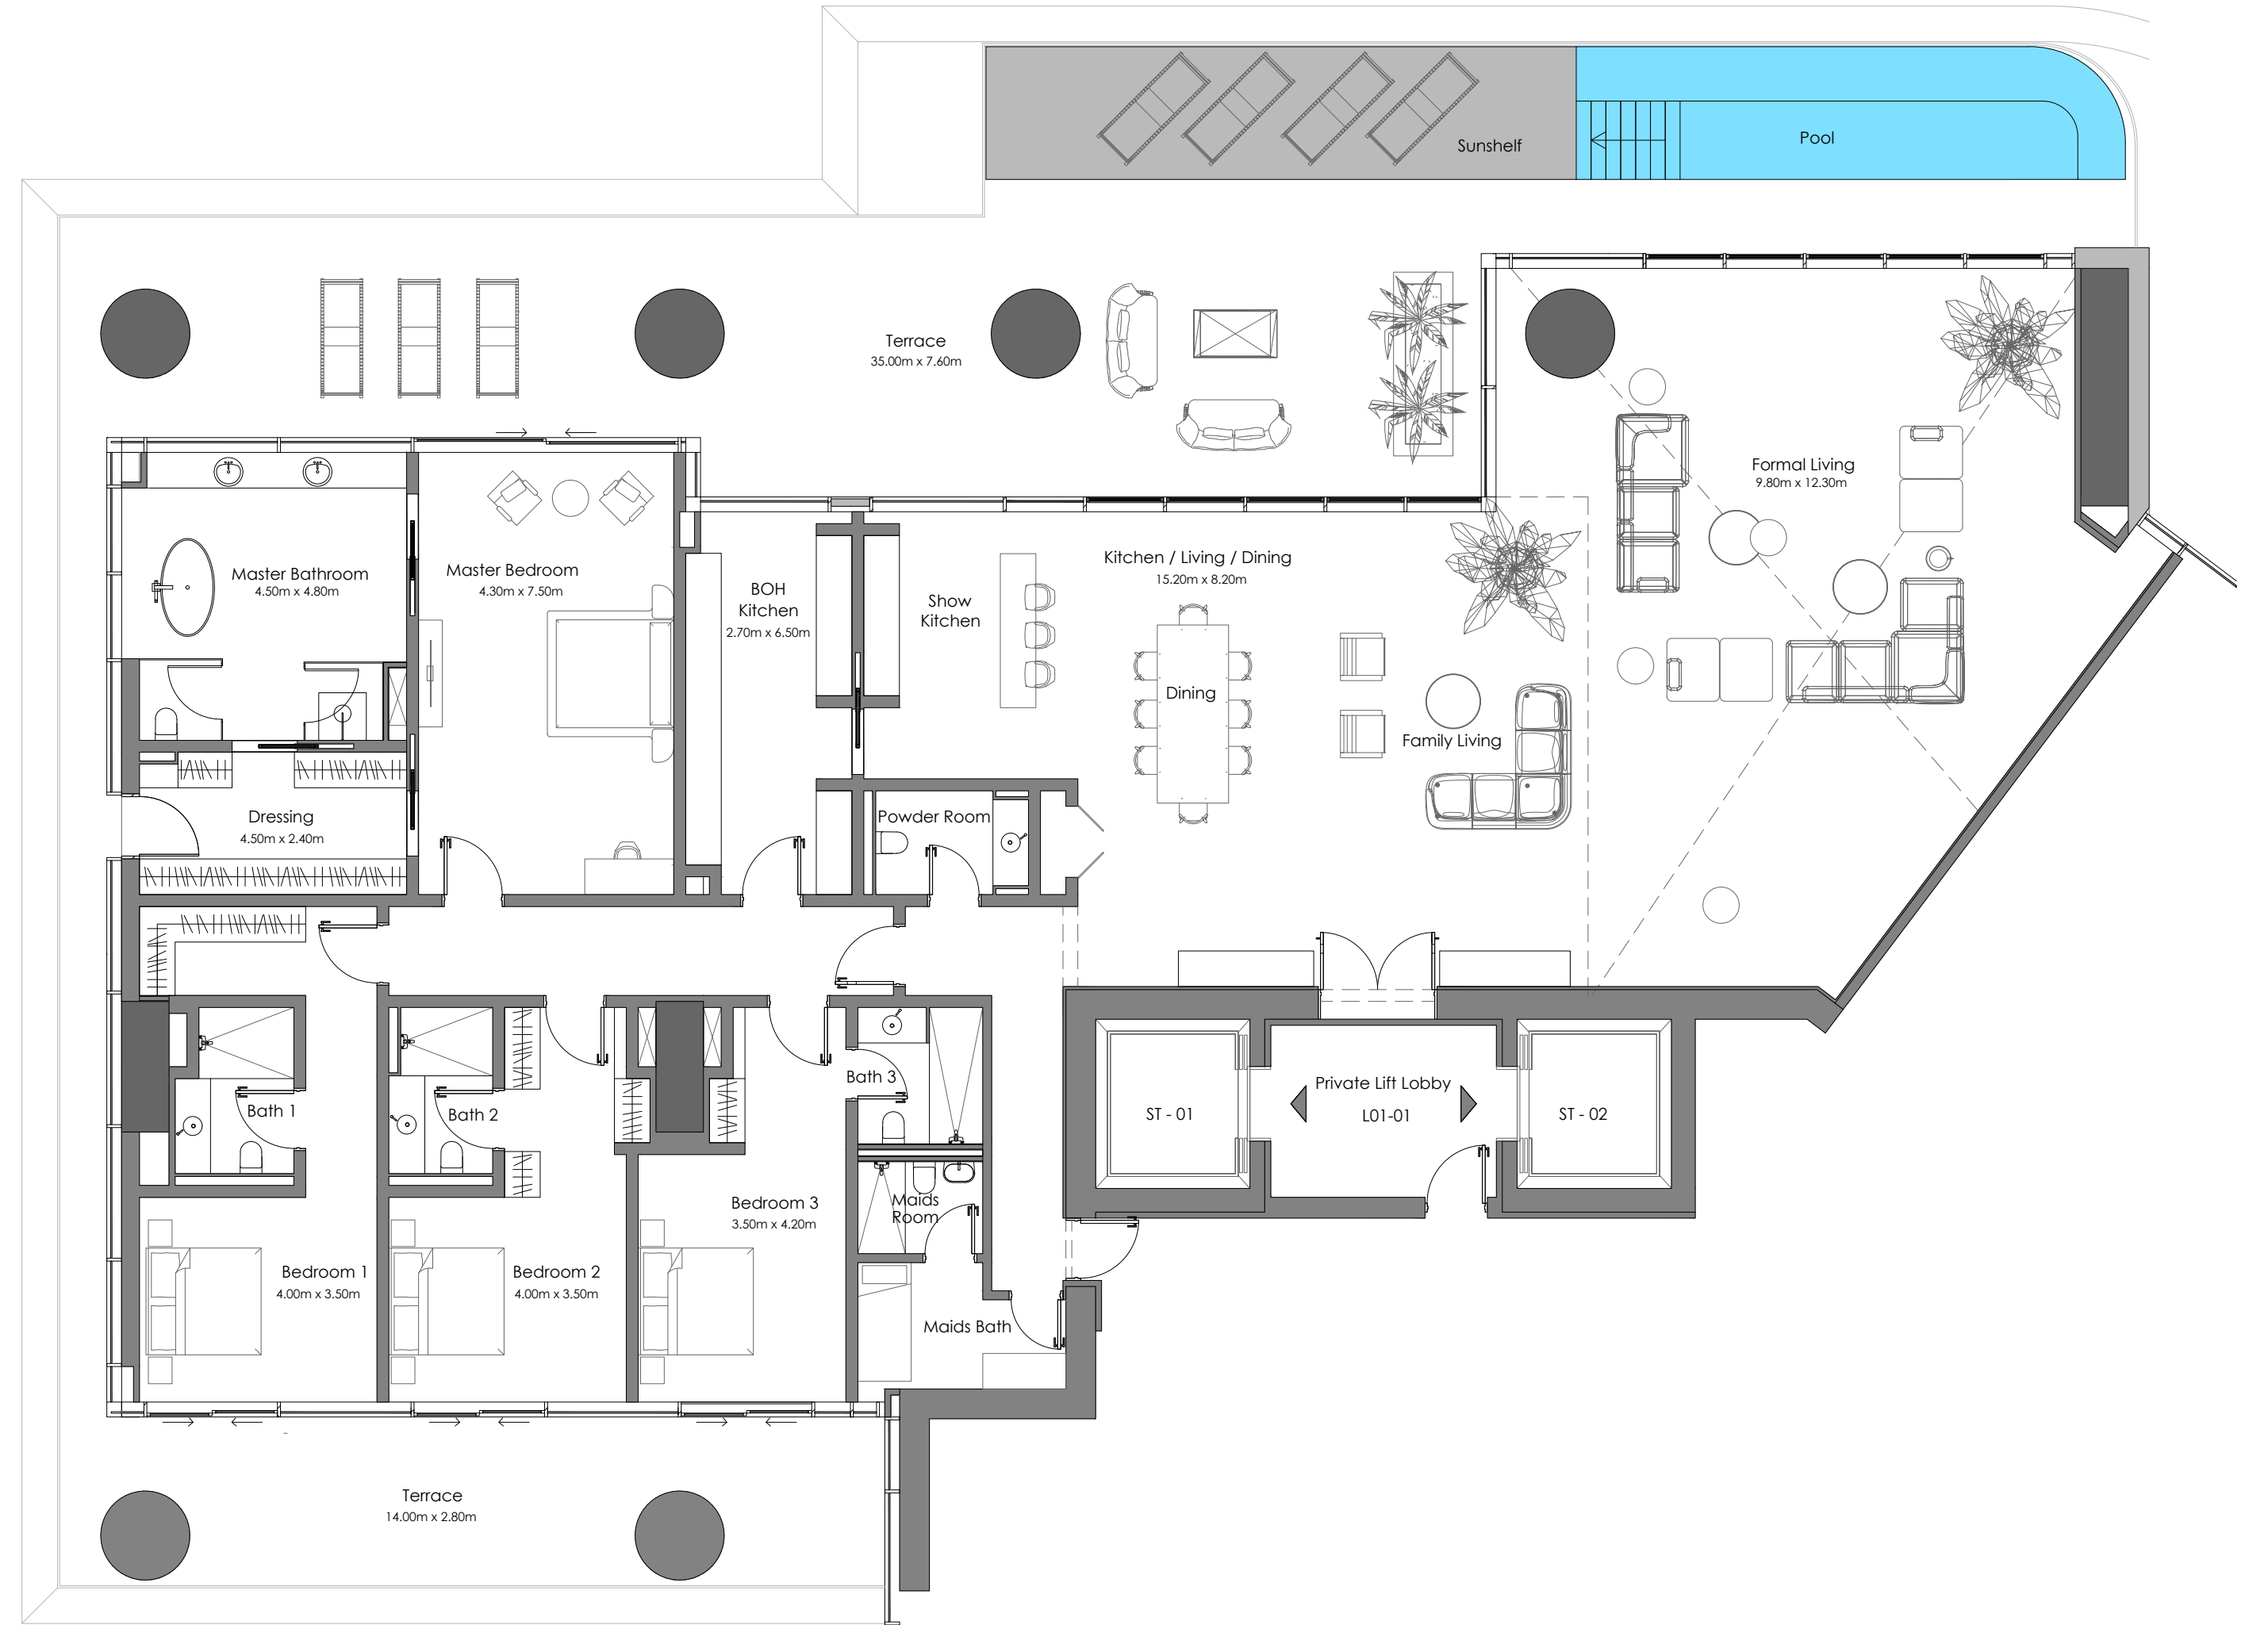 Sunshelf
Pool
Terrace
35.00m x 7.60m
Formal Living
9.80m x 12.30m
Master Bathroom
4.50m x 4.80m
Master Bedroom
4.30m x 7.50m
BOH
Kitchen
2.70m x 6.50m
Show
Kitchen
Kitchen / Living / Dining
15.20m x 8.20m
Dining
Family Living
Dressing
4.50m x 2.40m
Powder Room
Bath 1
Bath 2
Bath 3
Private Lift Lobby
L01-01
ST - 01
ST - 02
Maids
Room
Bedroom 3
3.50m x 4.20m
Bedroom 1
4.00m x 3.50m
Bedroom 2
4.00m x 3.50m
Maids Bath
Terrace
14.00m x 2.80m